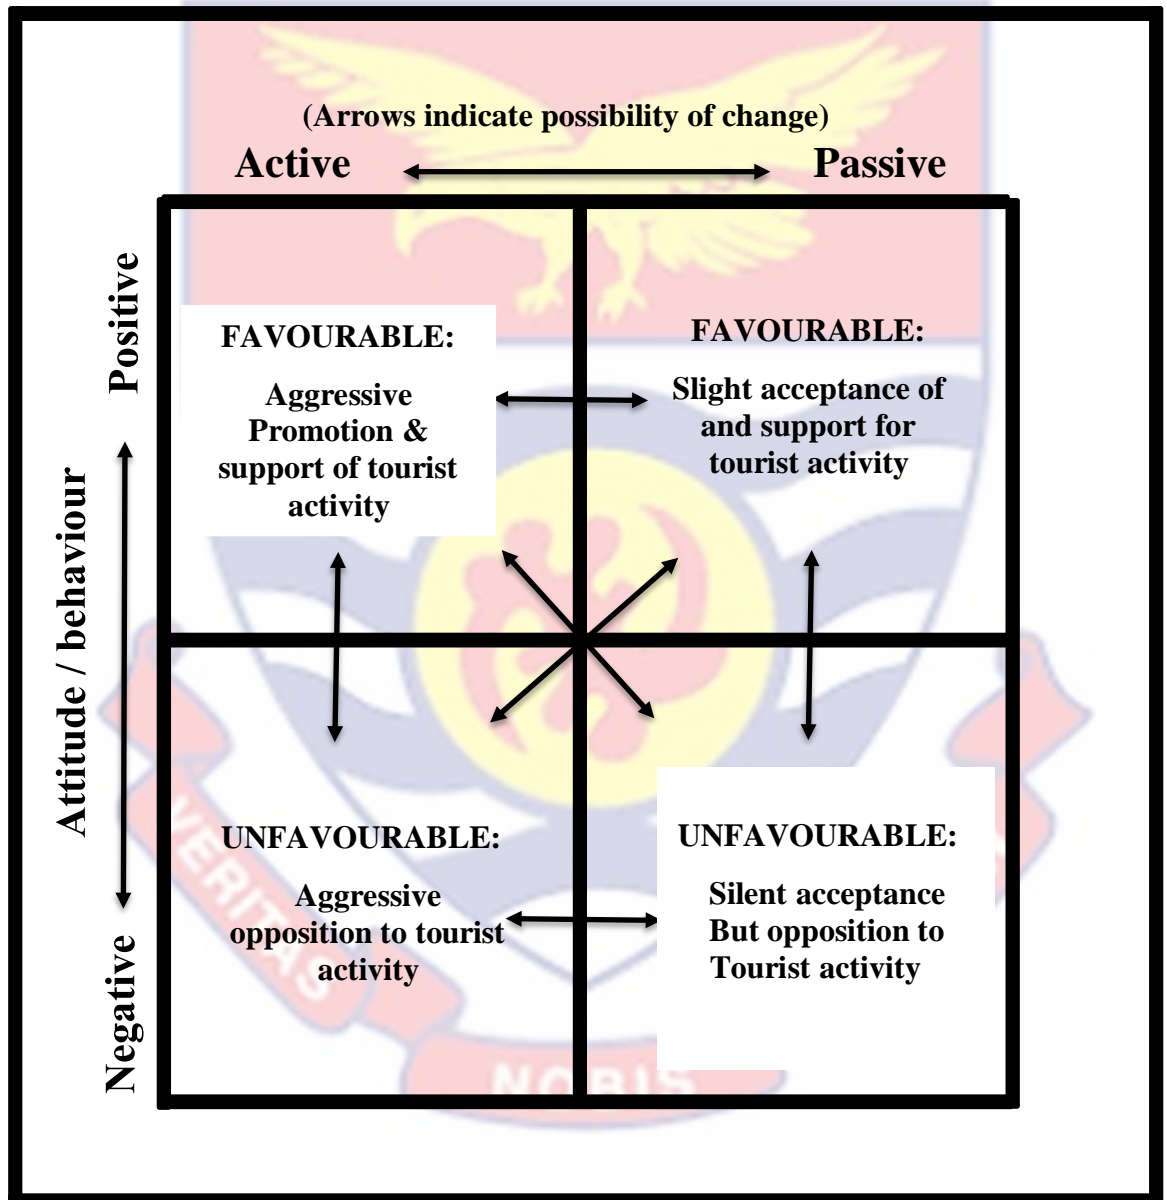 (Arrows indicate possibility of change)
Active Passive
Positive
Attitude / behaviour
Negative
FAVOURABLE:
Aggressive
Promotion &
support of tourist
activity
FAVOURABLE:
Slight acceptance of
and support for
tourist activity
UNFAVOURABLE:
Aggressive
opposition to tourist
activity
UNFAVOURABLE:
Silent acceptance
But opposition to
Tourist activity
VERITAS
NOBIS